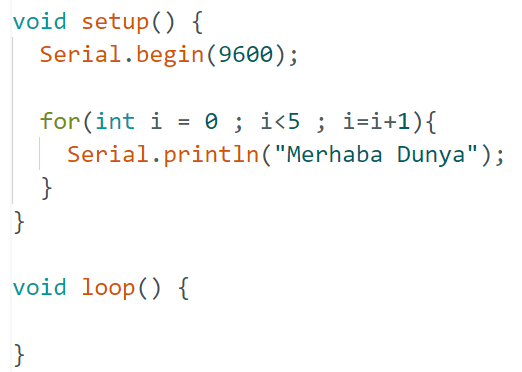 void setup() {
  Serial.begin(9600);

  for(int i = 0 ; i<5 ; i=i+1){
    Serial.println("Merhaba Dunya");
  }
}

void loop() {

}